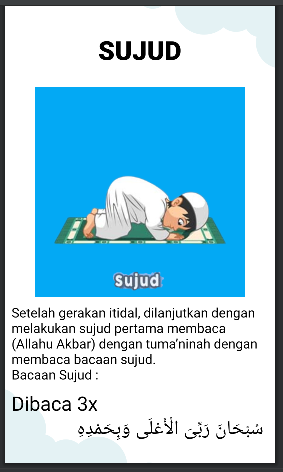 SUJUD
Sujud
Setelah gerakan itidal, dilanjutkan dengan
melakukan sujud pertama membaca
(Allahu Akbar) dengan tuma'ninah dengan
membaca bacaan sujud.
Bacaan Sujud :
Dibaca 3x
سُبْحَانَ رَبِّيَ الْأَعْلَى وَبِحَمْدِهِ